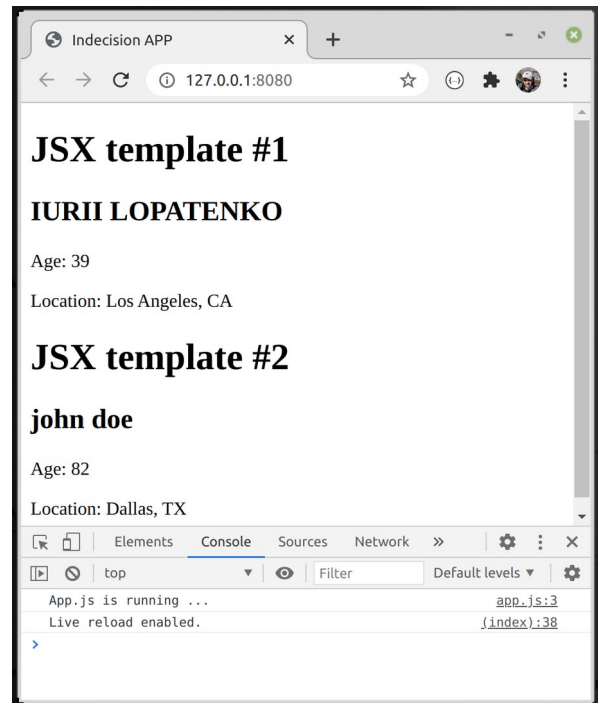 Indecision APP
127.0.0.1:8080
JSX template #1
IURII LOPATENKO
Age: 39
Location: Los Angeles, CA
JSX template #2
john doe
Age: 82
Location: Dallas, TX
Elements Console Sources Network
top Filter Default levels
App.js is running ... app.js:3
Live reload enabled. (index):38